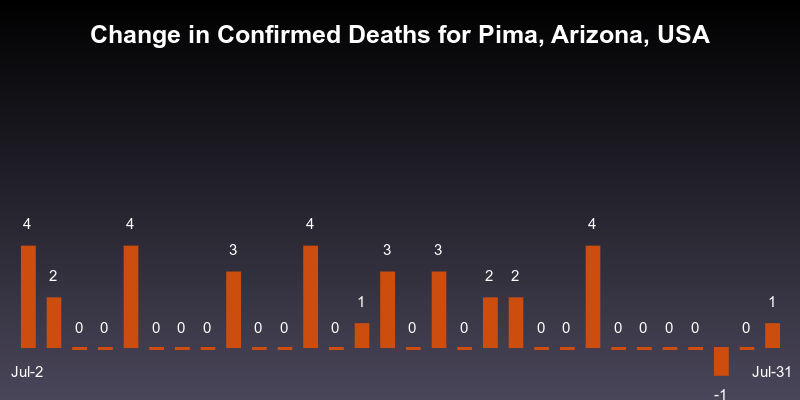 Change in Confirmed Deaths for Pima, Arizona, USA
4 2 0 0 4 0 0 0 3 0 0 4 0 1 3 0 3 0 2 2 0 0 4 0 0 0 0 -1 0 1
Jul-2 Jul-31